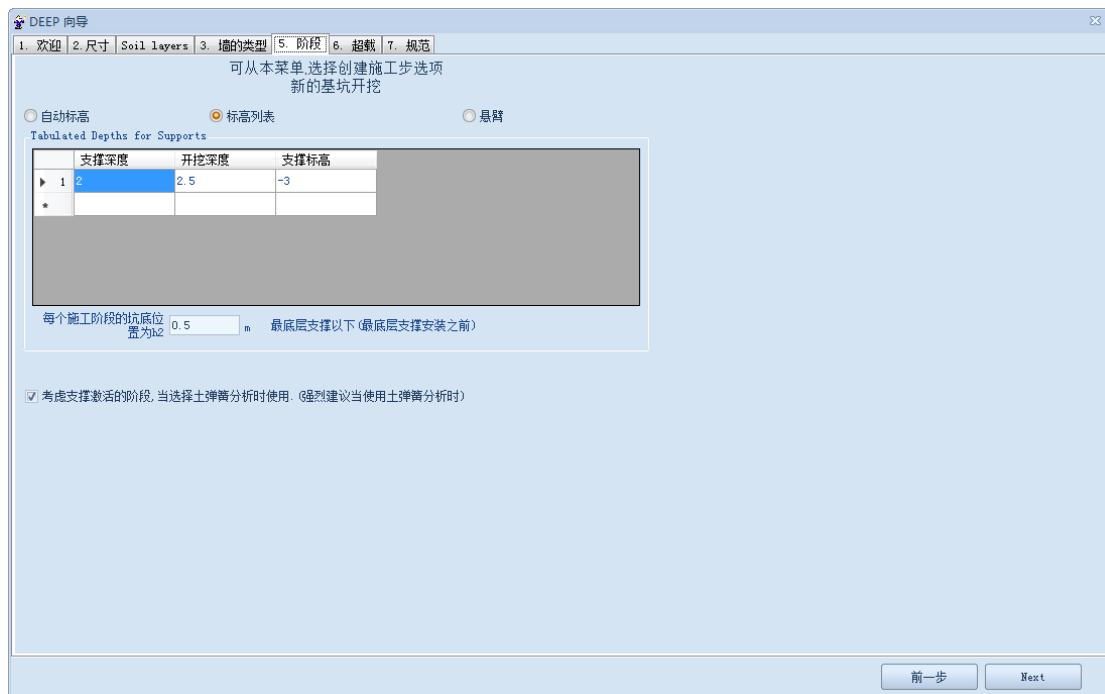 DEEP 向导
1. 欢迎 2.尺寸 Soil layers 3. 墙的类型 5. 阶段 6. 超载 7. 规范
可从本菜单,选择创建施工步选项
新的基坑开挖
自动标高 标高列表 悬臂
Tabulated Depths for Supports
支撑深度 开挖深度 支撑标高
1 2 2.5 -3
*
每个施工阶段的坑底位
置为h2 0.5 m 最底层支撑以下(最底层支撑安装之前)
考虑支撑激活的阶段,当选择土弹簧分析时使用. (强烈建议当使用土弹簧分析时)
前一步 Next